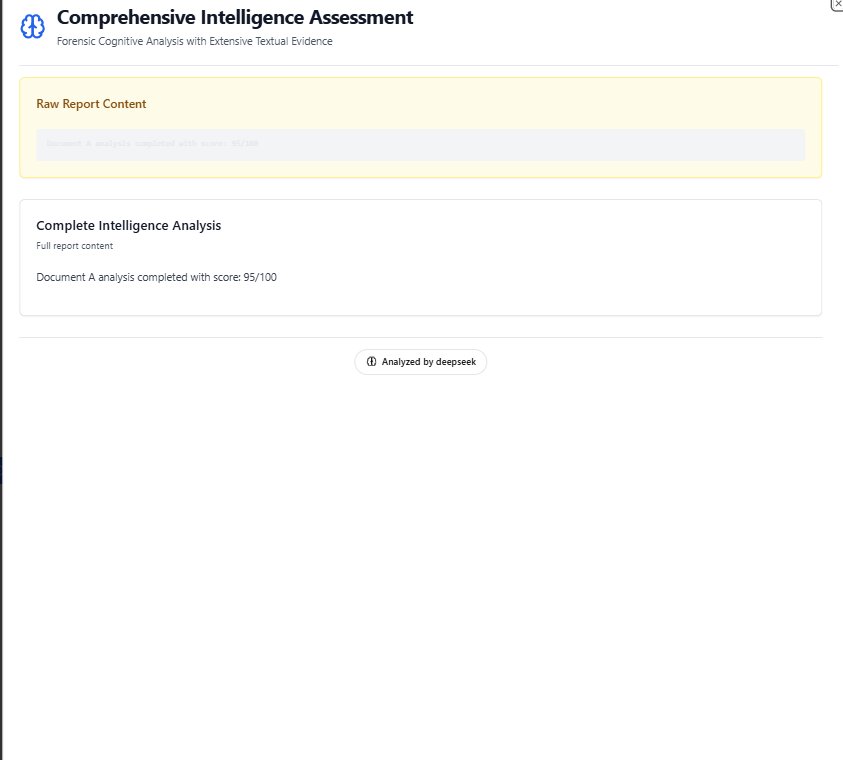 Comprehensive Intelligence Assessment
Forensic Cognitive Analysis with Extensive Textual Evidence
Raw Report Content
Document A analysis completed with score: 95/100
Complete Intelligence Analysis
Full report content
Document A analysis completed with score: 95/100
Analyzed by deepseek